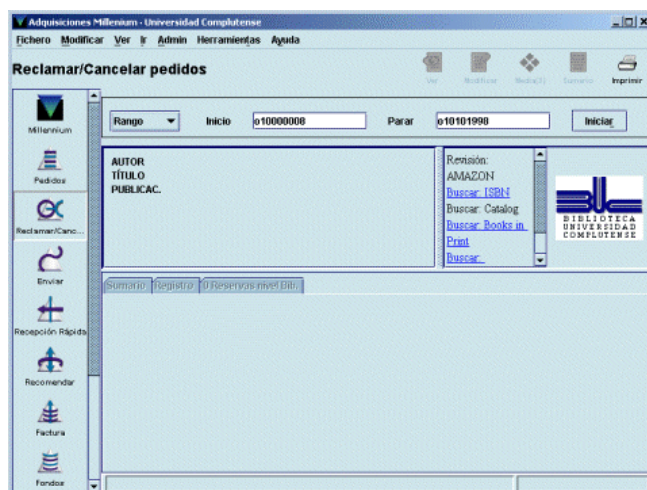 Adquisiciones Millenium - Universidad Complutense
Fichero Modificar Ver Ir Admin Herramientas Ayuda
Reclamar/Cancelar pedidos
Ver Modificar Media(1) Sumario Imprimir
Millennium
Pedidos
Reclamar/Canc...
Enviar
Recepción Rápida
Recomendar
Factura
Fondos
Rango Inicio o10000008 Parar o10101998 Iniciar
AUTOR
TÍTULO
PUBLICAC.
Revisión:
AMAZON
Buscar: ISBN
Buscar: Catalog
Buscar: Books in
Print
Buscar:
BIBLIOTECA
UNIVERSIDAD
COMPLUTENSE
Sumario Registro 0 Reservas nivel Bib.